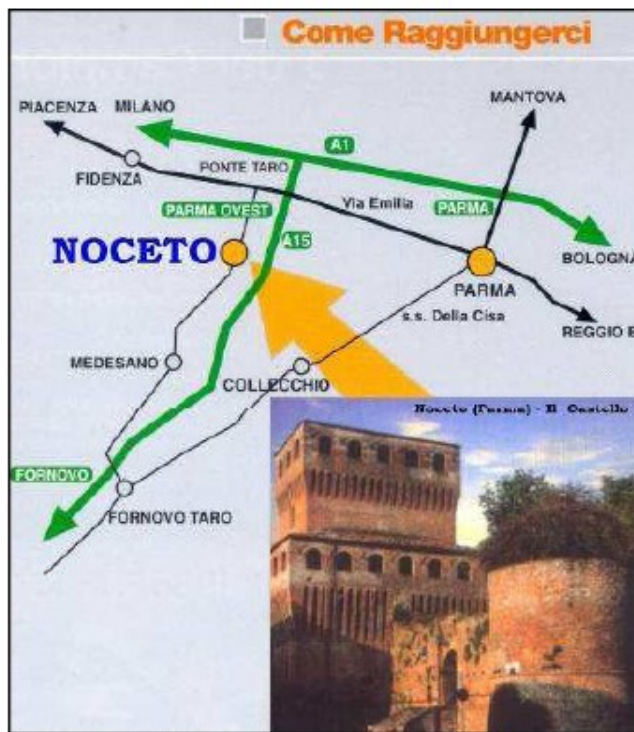 Come Raggiungerci
MANTOVA
PIACENZA
MILANO
A1
FIDENZA
PONTE TARO
Via Emilia
PARMA OVEST
PARMA
NOCETO
A15
BOLOGNA
PARMA
s.s. Della Cisa
REGGIO E
MEDESANO
COLLECCHIO
Noceto (Parma) - Il Castello
FORNOVO
FORNOVO TARO